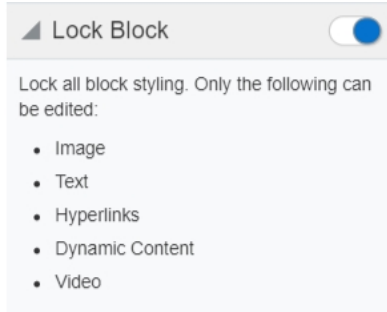 Lock Block
Lock all block styling. Only the following can
be edited:
Image
Text
Hyperlinks
Dynamic Content
Video